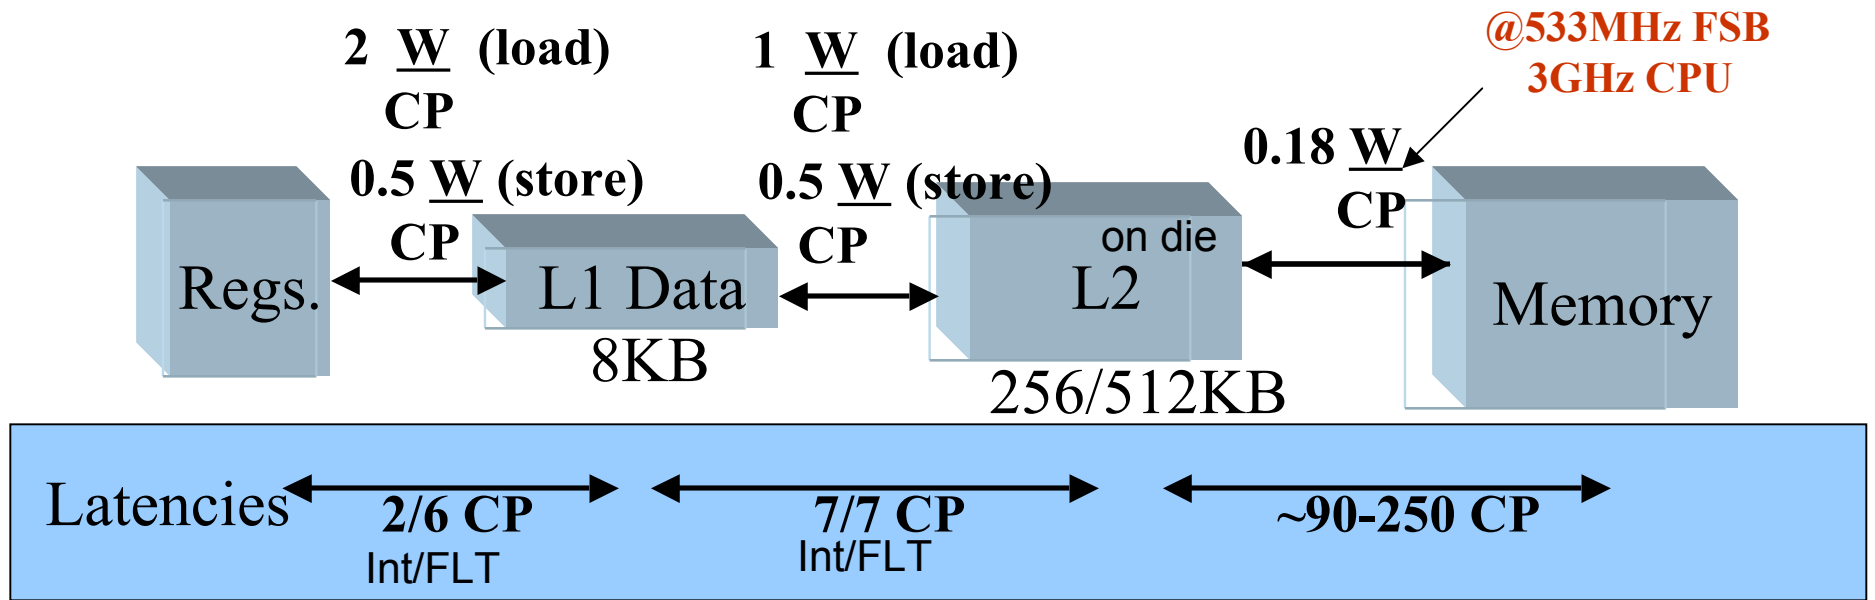 @533MHz FSB
3GHz CPU
2 W (load)
CP
0.5 W (store)
CP
1 W (load)
CP
0.5 W (store)
CP
0.18 W
CP
Regs.
L1 Data
8KB
on die
L2
256/512KB
Memory
Latencies
2/6 CP
Int/FLT
7/7 CP
Int/FLT
~90-250 CP